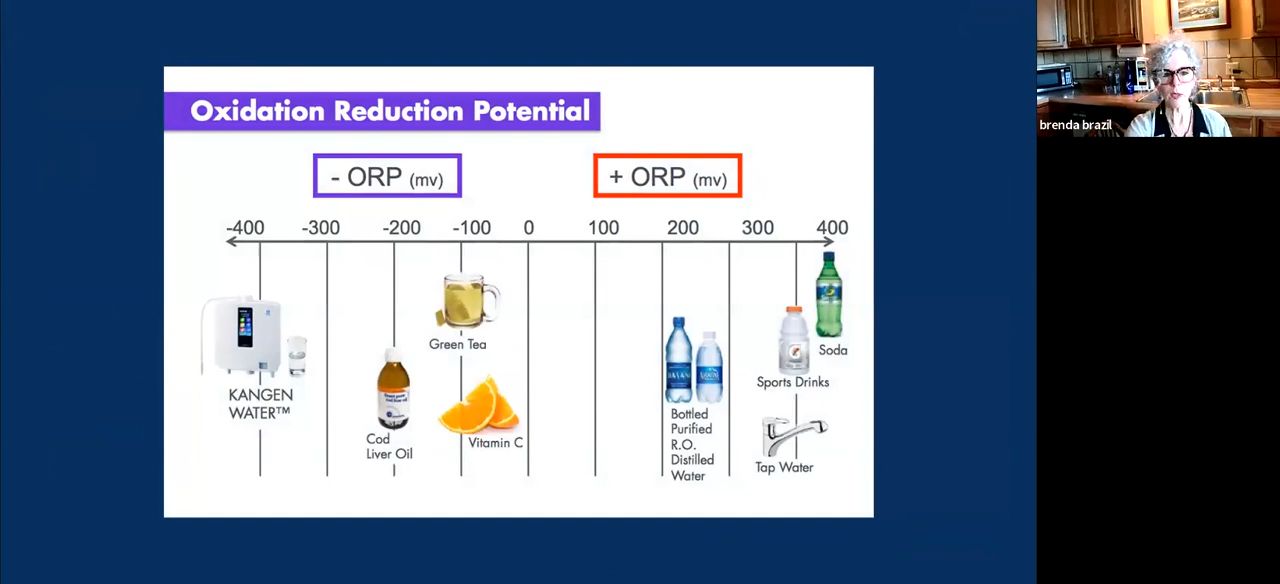 Oxidation Reduction Potential
- ORP (mv)
+ ORP (mv)
-400 -300 -200 -100 0 100 200 300 400
KANGEN
WATER™
Cod
Liver Oil
Green Tea
Vitamin C
DASANI
Bottled
Purified
R.O.
Distilled
Water
Sports Drinks
Tap Water
Soda
brenda brazil